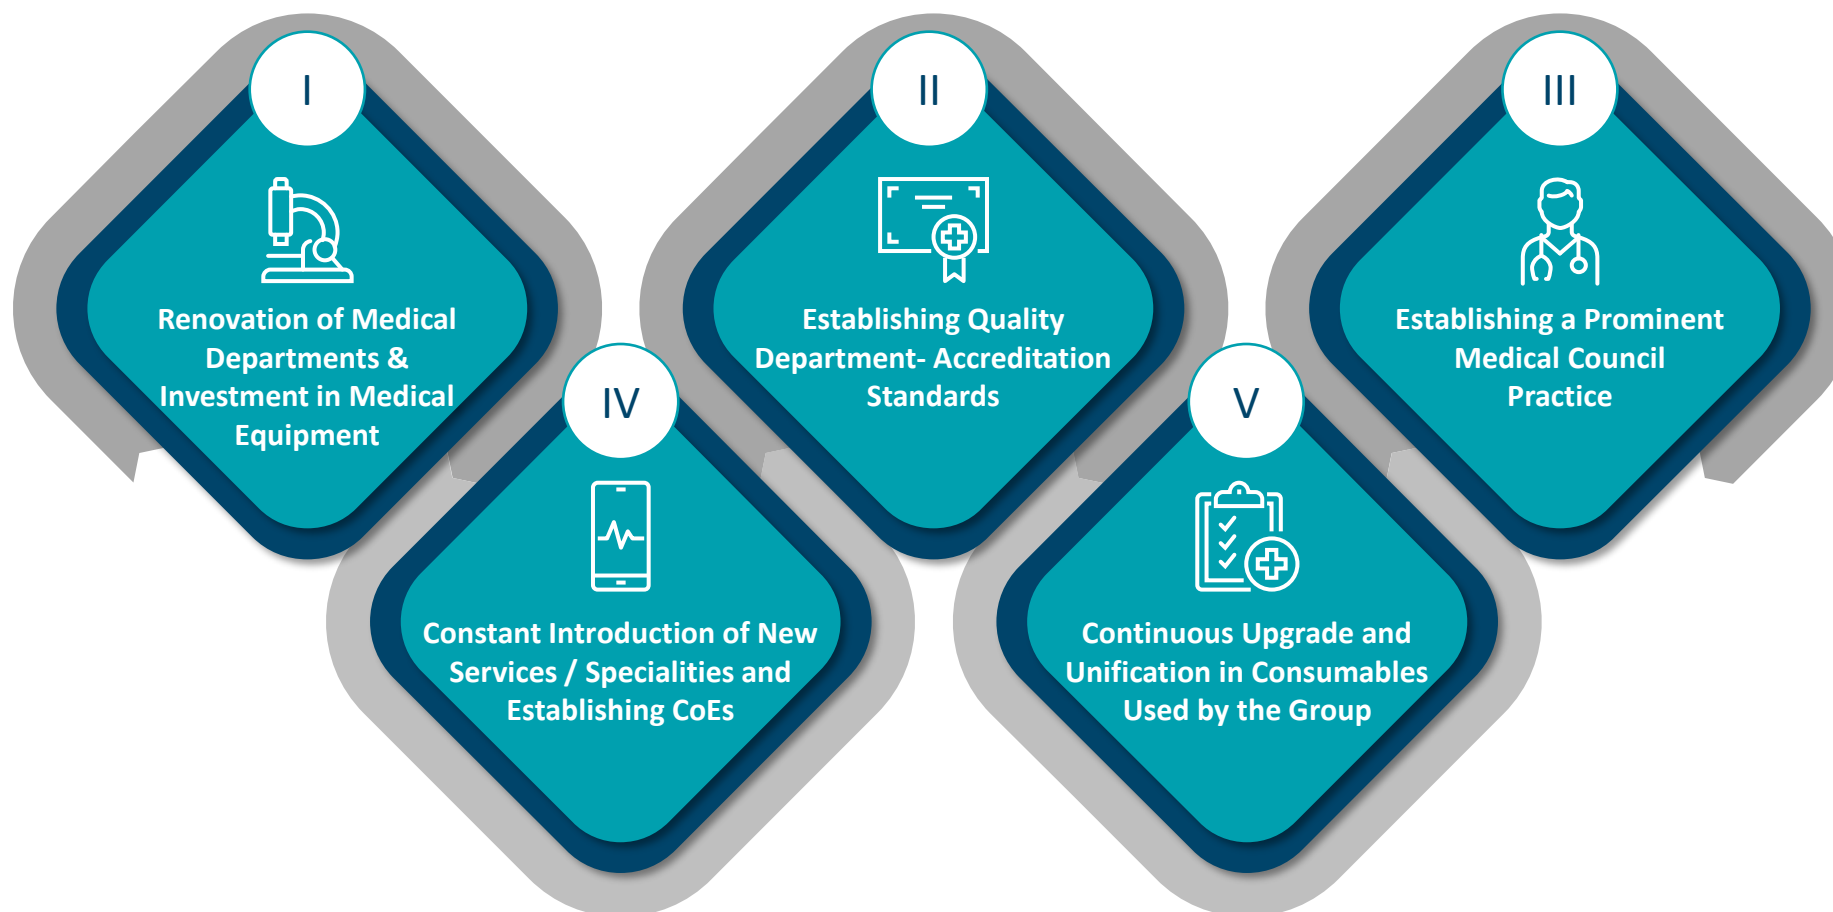 I
Renovation of Medical
Departments &
Investment in Medical
Equipment
II
Establishing Quality
Department- Accreditation
Standards
III
Establishing a Prominent
Medical Council
Practice
IV
Constant Introduction of New
Services / Specialities and
Establishing CoEs
V
Continuous Upgrade and
Unification in Consumables
Used by the Group